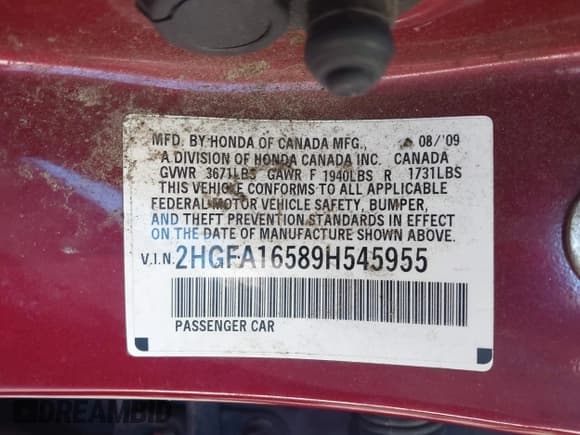 MFD. BY HONDA OF CANADA MFG., 08/'09
A DIVISION OF HONDA CANADA INC. CANADA
GVWR 3671LBS GAWR F 1940LBS R 1731LBS
THIS VEHICLE CONFORMS TO ALL APPLICABLE
FEDERAL MOTOR VEHICLE SAFETY, BUMPER,
AND THEFT PREVENTION STANDARDS IN EFFECT
ON THE DATE OF MANUFACTURE SHOWN ABOVE.
V.I.N. 2HGFA16589H545955
PASSENGER CAR
DREAMBID